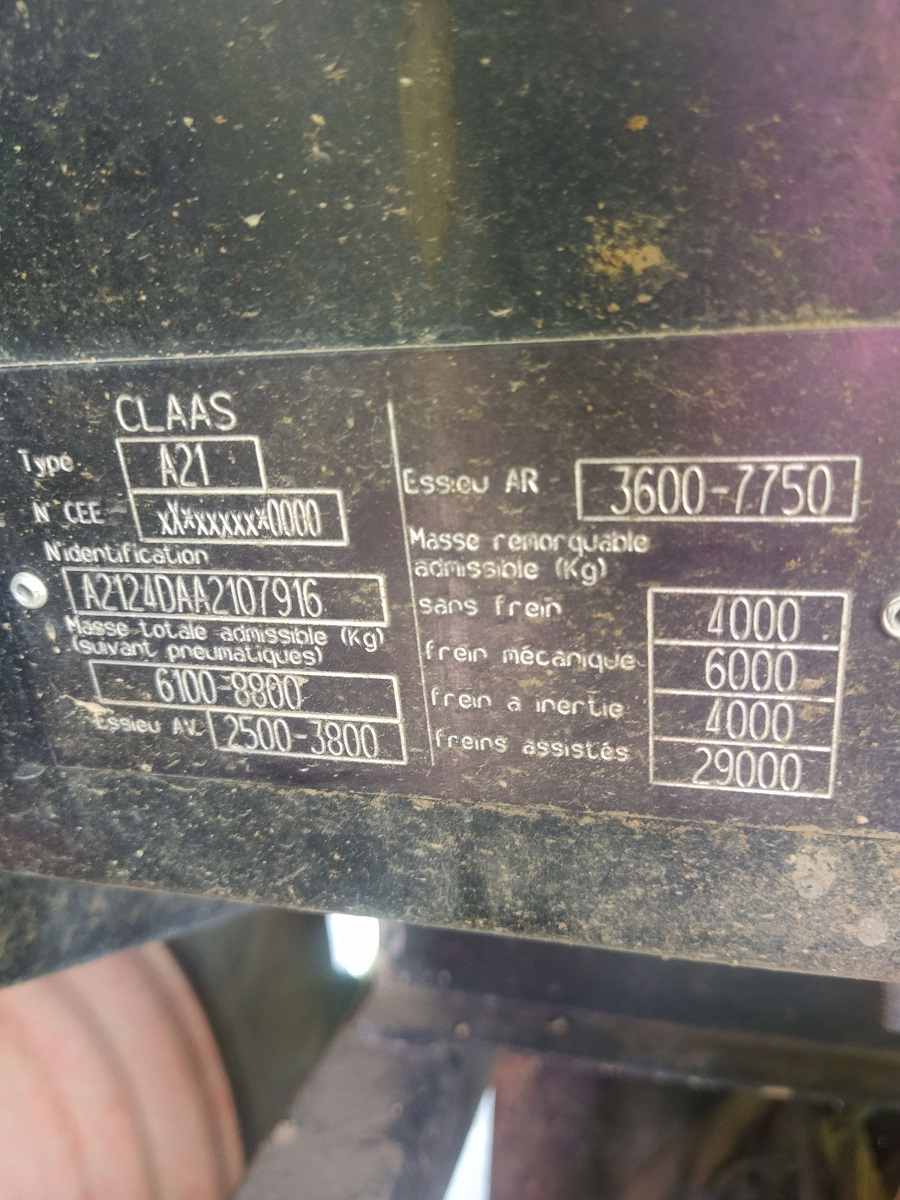 CLAAS
Type A21
N° CEE xX*xxxxx*0000
N°identification
A2124DAA2107916
Masse totale admissible (Kg)
(suivant pneumatiques)
6100-8800
Essieu AV. 2500-3800
Essieu AR 3600-7750
Masse remorquable
admissible (Kg)
sans frein 4000
frein mécanique 6000
frein à inertie 4000
freins assistés 29000